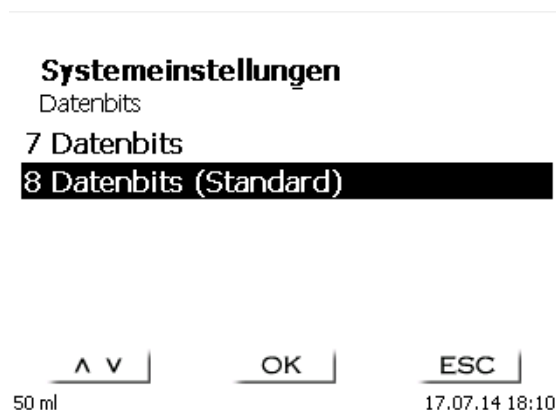 Systemeinstellungen
Datenbits
7 Datenbits
8 Datenbits (Standard)
∧ ∨ OK ESC
50 ml 17.07.14 18:10